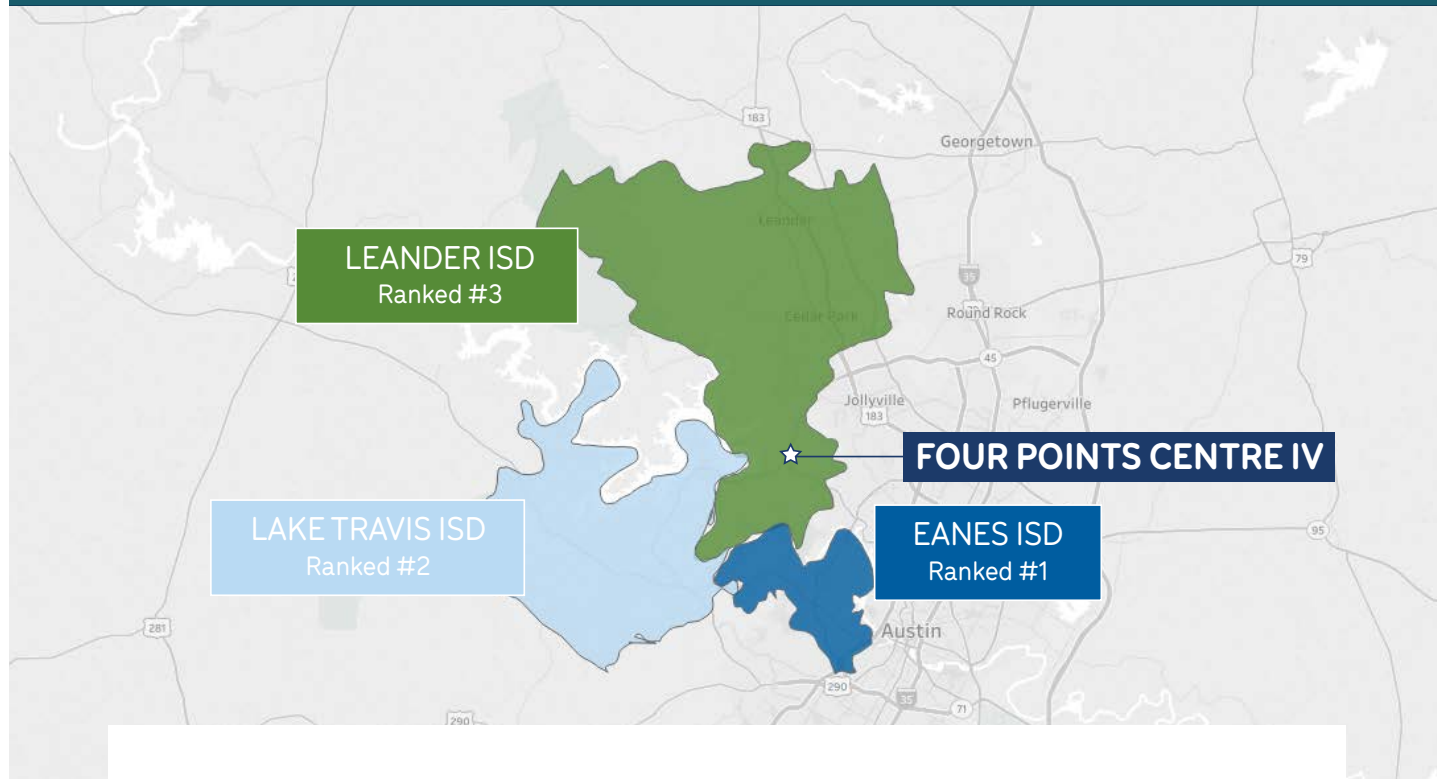 183
Georgetown
Leander
LEANDER ISD
Ranked #3
79
35
Cedar Park
Round Rock
45
Jollyville
183
Pflugerville
FOUR POINTS CENTRE IV
LAKE TRAVIS ISD
Ranked #2
EANES ISD
Ranked #1
95
281
Austin
290
35
71
290